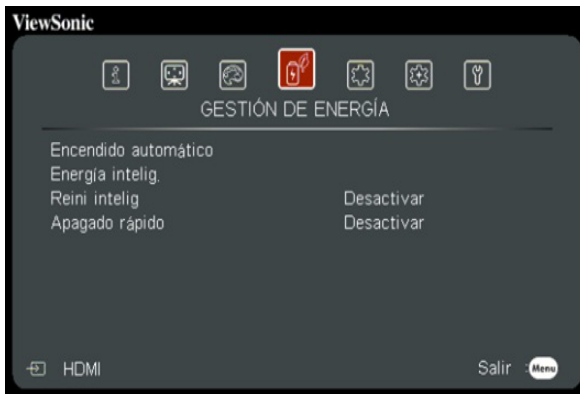 ViewSonic
GESTIÓN DE ENERGÍA
Encendido automático
Energía intelig.
Reini intelig Desactivar
Apagado rápido Desactivar
HDMI Salir : Menu